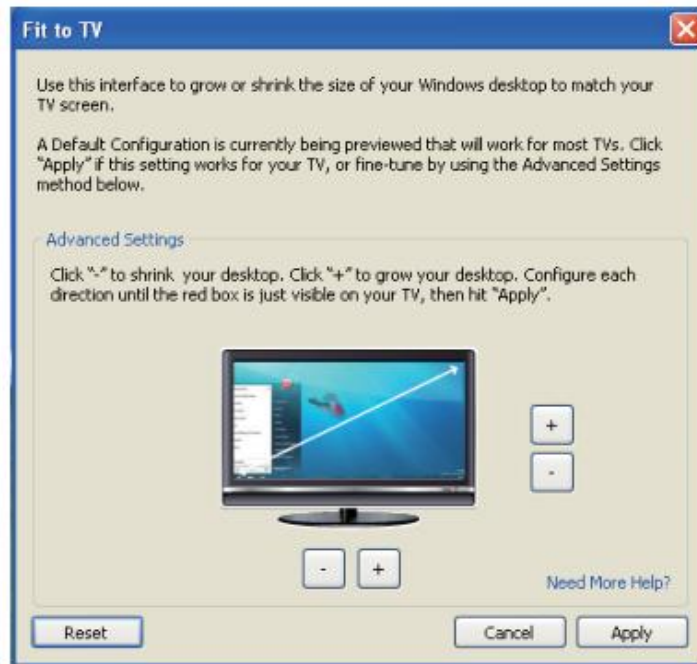 Fit to TV
Use this interface to grow or shrink the size of your Windows desktop to match your
TV screen.
A Default Configuration is currently being previewed that will work for most TVs. Click
"Apply" if this setting works for your TV, or fine-tune by using the Advanced Settings
method below.
Advanced Settings
Click "-" to shrink your desktop. Click "+" to grow your desktop. Configure each
direction until the red box is just visible on your TV, then hit "Apply".
+
-
- +
Need More Help?
Reset Cancel Apply